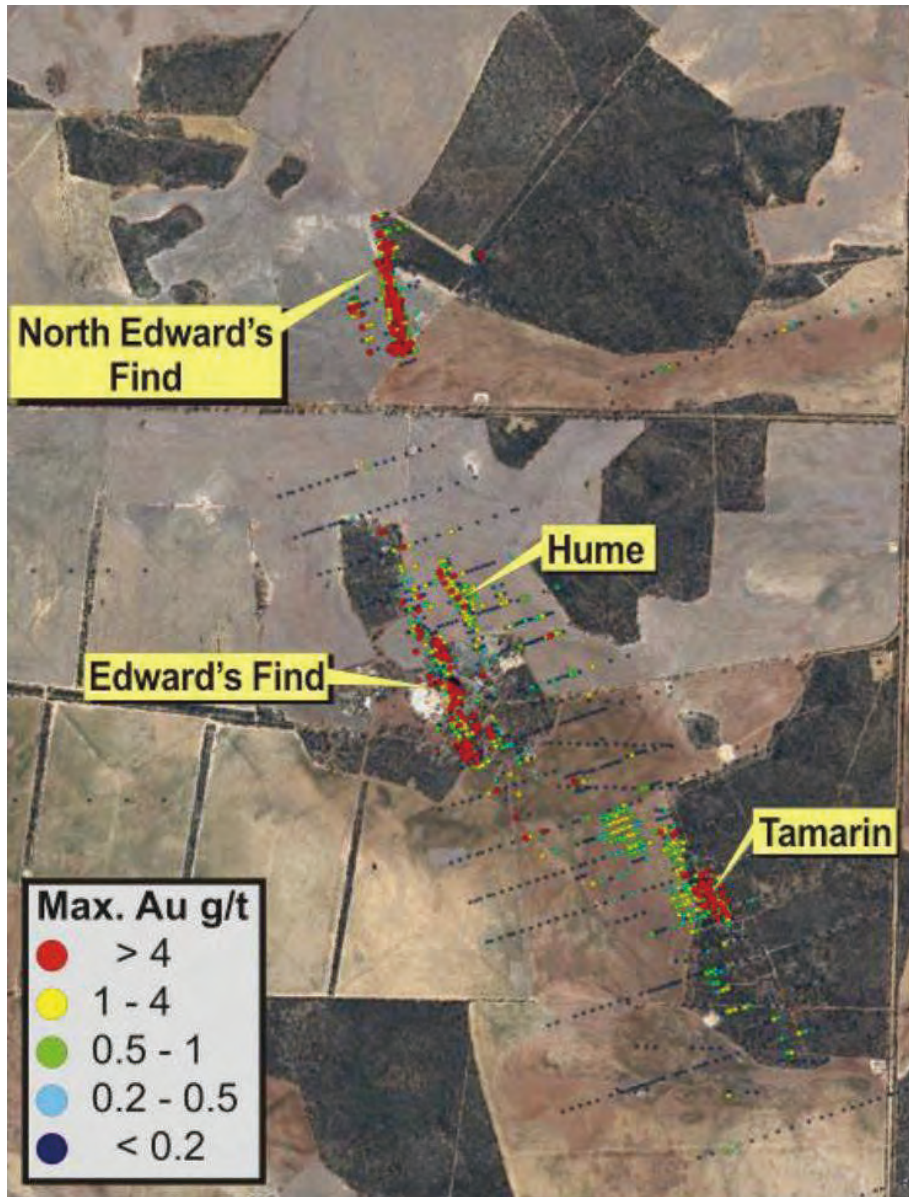 North Edward's
Find
Hume
Edward's Find
Tamarin
Max. Au g/t
> 4
1 - 4
0.5 - 1
0.2 - 0.5
< 0.2